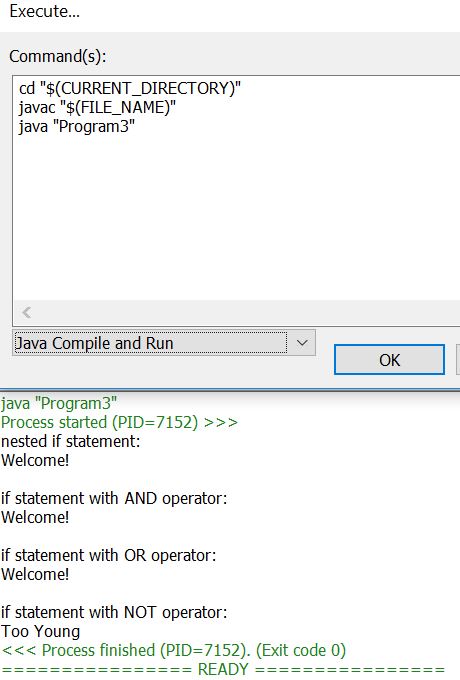 Execute...
Command(s):
cd "$(CURRENT_DIRECTORY)"
javac "$(FILE_NAME)"
java "Program3"
Java Compile and Run
OK
java "Program3"
Process started (PID=7152) >>>
nested if statement:
Welcome!
if statement with AND operator:
Welcome!
if statement with OR operator:
Welcome!
if statement with NOT operator:
Too Young
<<< Process finished (PID=7152). (Exit code 0)
================ READY ================